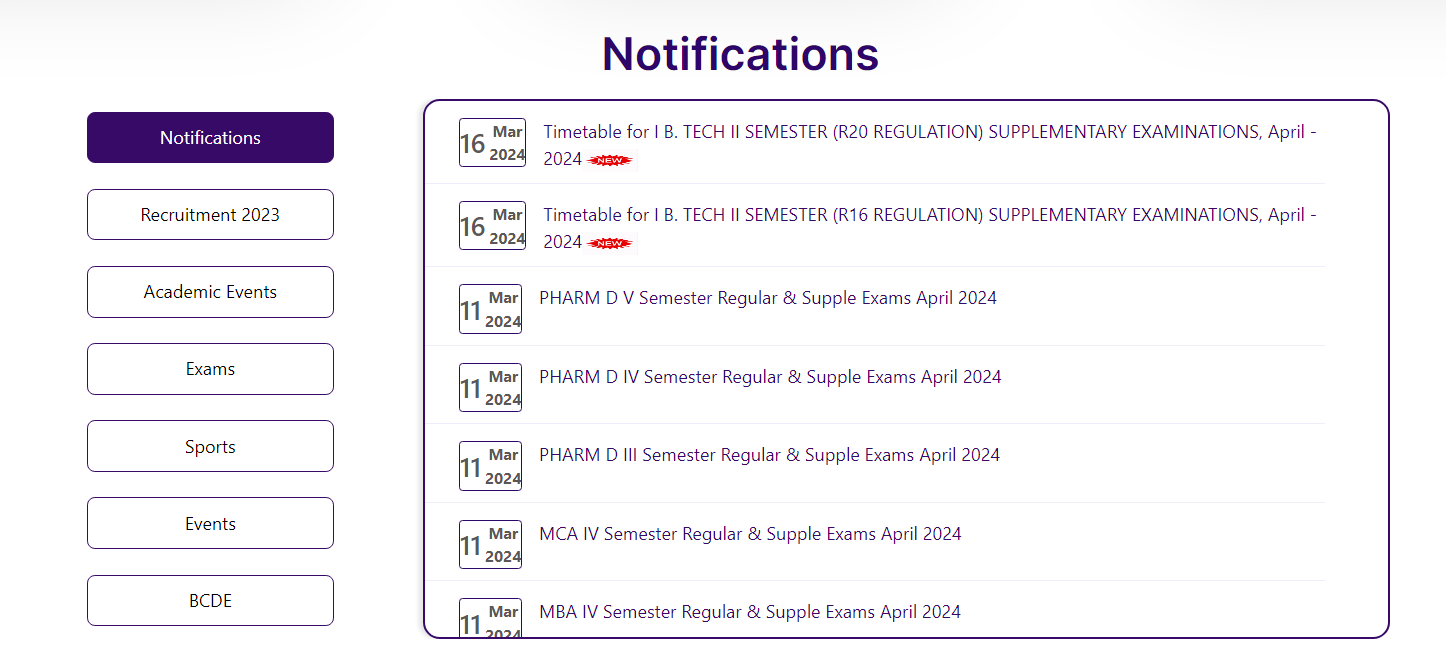 Notifications
Notifications
Recruitment 2023
Academic Events
Exams
Sports
Events
BCDE
16 Mar 2024
Timetable for I B. TECH II SEMESTER (R20 REGULATION) SUPPLEMENTARY EXAMINATIONS, April -
2024 NEW
16 Mar 2024
Timetable for I B. TECH II SEMESTER (R16 REGULATION) SUPPLEMENTARY EXAMINATIONS, April -
2024 NEW
11 Mar 2024
PHARM D V Semester Regular & Supple Exams April 2024
11 Mar 2024
PHARM D IV Semester Regular & Supple Exams April 2024
11 Mar 2024
PHARM D III Semester Regular & Supple Exams April 2024
11 Mar 2024
MCA IV Semester Regular & Supple Exams April 2024
11 Mar 2024
MBA IV Semester Regular & Supple Exams April 2024